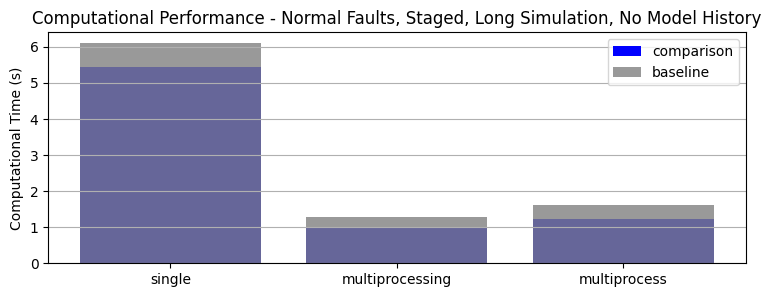 Computational Performance - Normal Faults, Staged, Long Simulation, No Model History
comparison
baseline
Computational Time (s)
6
5
4
3
2
1
0
single
multiprocessing
multiprocess